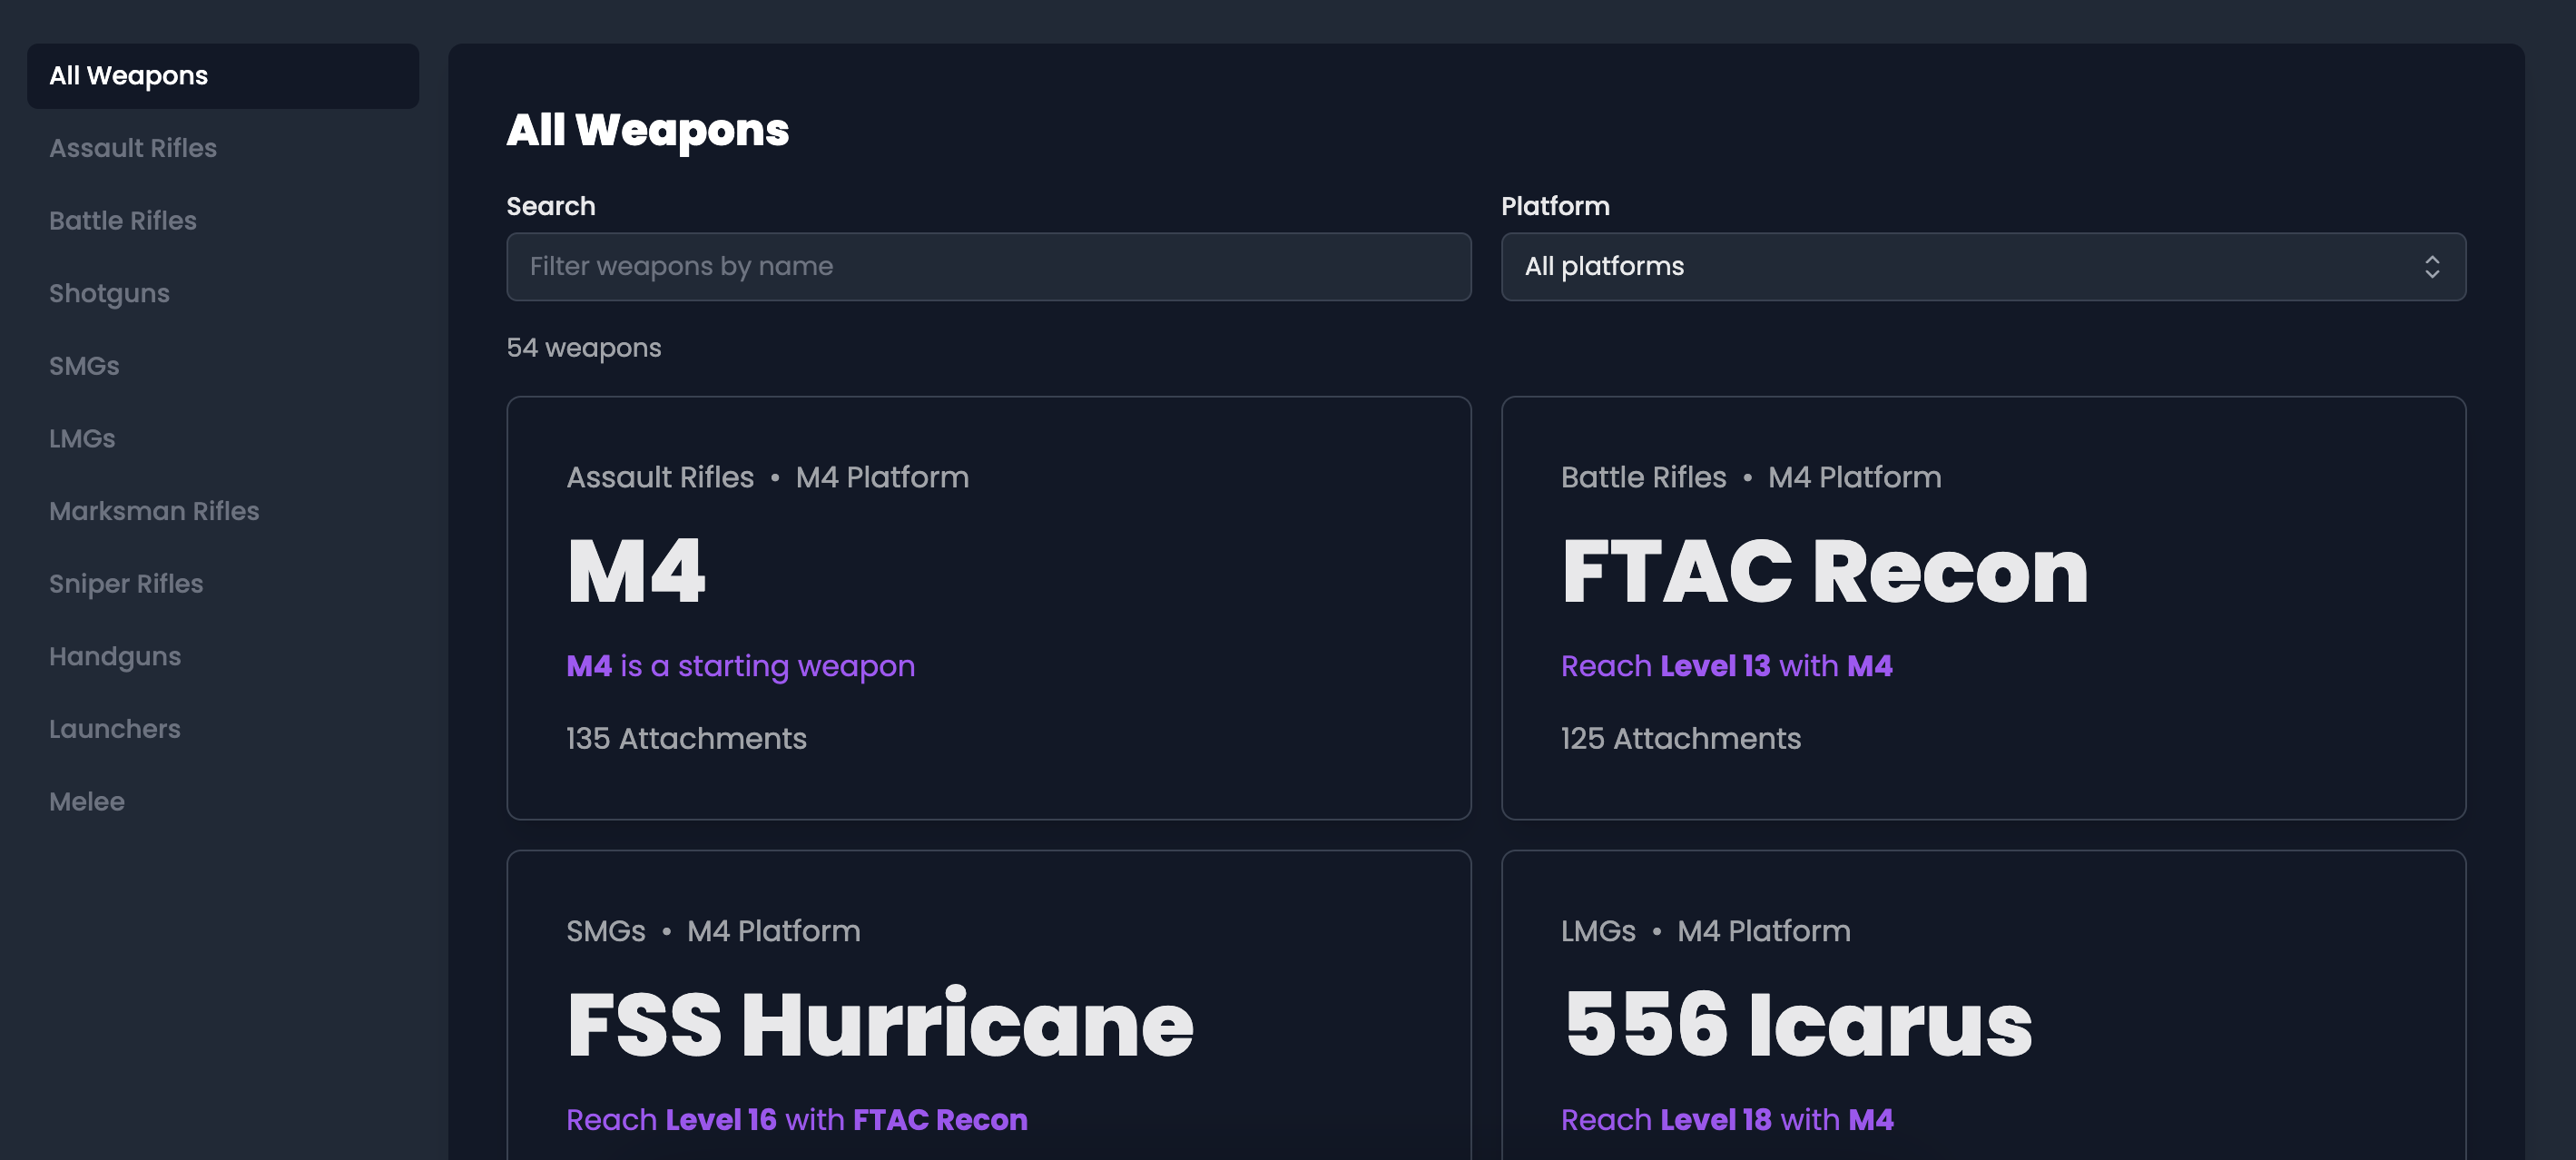 All Weapons
Assault Rifles
Battle Rifles
Shotguns
SMGs
LMGs
Marksman Rifles
Sniper Rifles
Handguns
Launchers
Melee
All Weapons
Search
Filter weapons by name
Platform
All platforms
54 weapons
Assault Rifles • M4 Platform
M4
M4 is a starting weapon
135 Attachments
Battle Rifles • M4 Platform
FTAC Recon
Reach Level 13 with M4
125 Attachments
SMGs • M4 Platform
FSS Hurricane
Reach Level 16 with FTAC Recon
LMGs • M4 Platform
556 Icarus
Reach Level 18 with M4